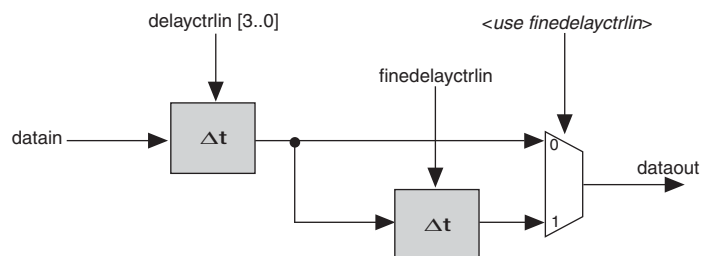 delayctrlin [3..0]
<use finedelayctrlin>
finedelayctrlin
datain
Δt
0
dataout
1
Δt